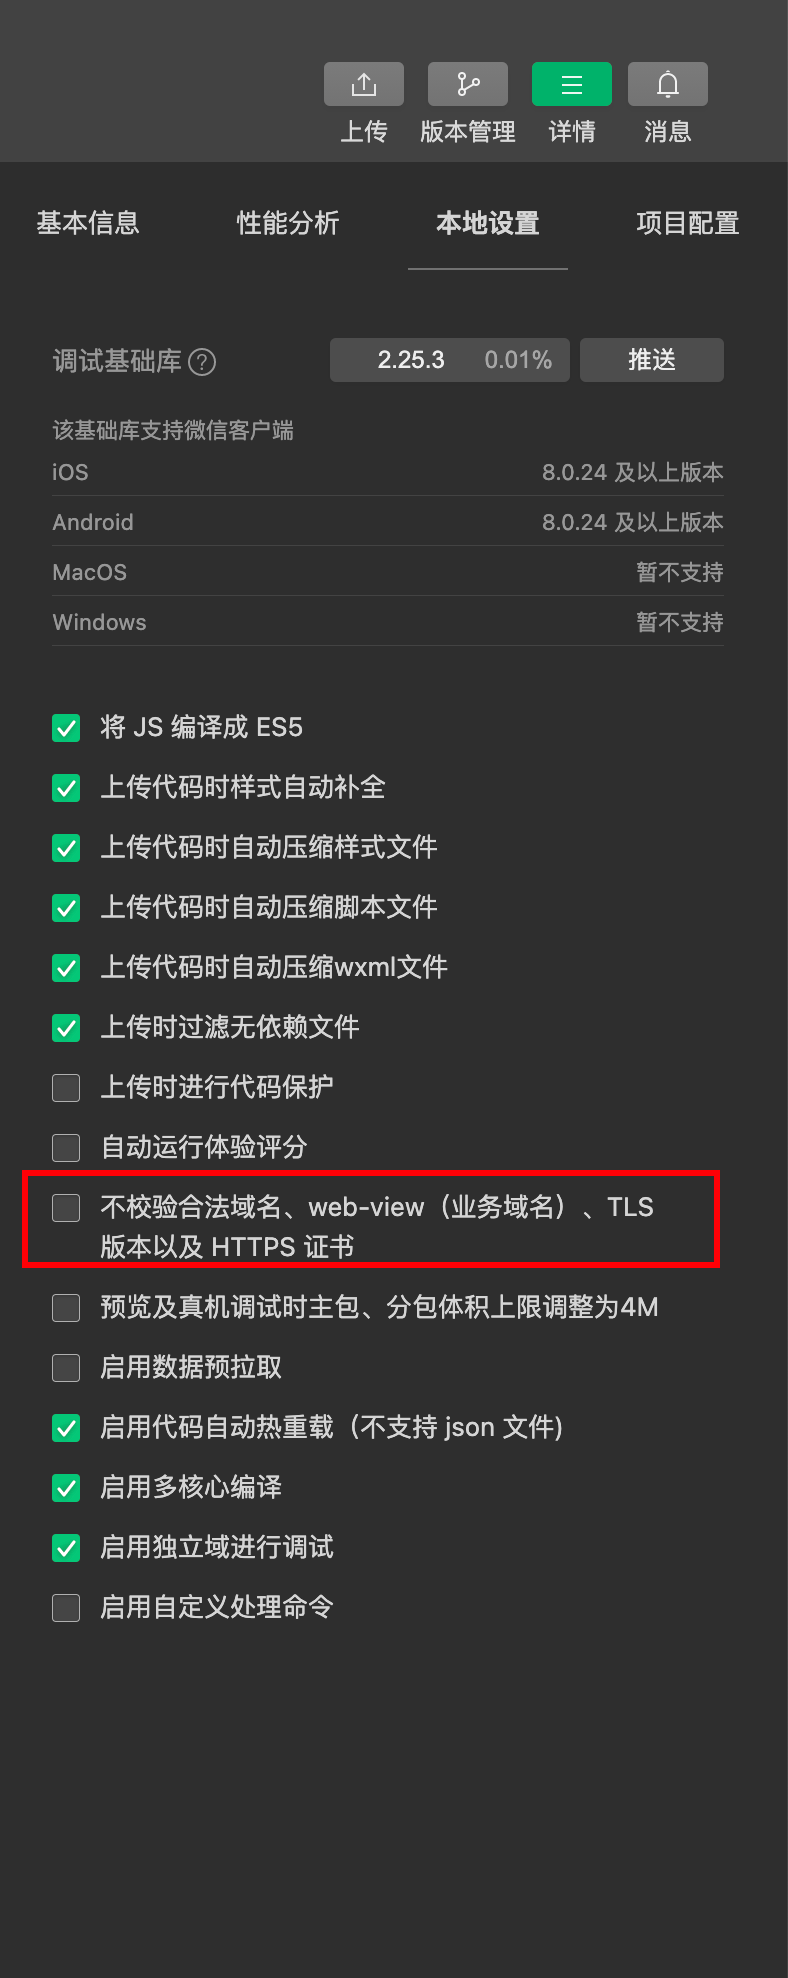 上传 版本管理 详情 消息
基本信息 性能分析 本地设置 项目配置
调试基础库 ? 2.25.3 0.01% 推送
该基础库支持微信客户端
iOS 8.0.24 及以上版本
Android 8.0.24 及以上版本
MacOS 暂不支持
Windows 暂不支持
将 JS 编译成 ES5
上传代码时样式自动补全
上传代码时自动压缩样式文件
上传代码时自动压缩脚本文件
上传代码时自动压缩wxml文件
上传时过滤无依赖文件
上传时进行代码保护
自动运行体验评分
不校验合法域名、web-view（业务域名）、TLS
版本以及 HTTPS 证书
预览及真机调试时主包、分包体积上限调整为4M
启用数据预拉取
启用代码自动热重载（不支持 json 文件)
启用多核心编译
启用独立域进行调试
启用自定义处理命令